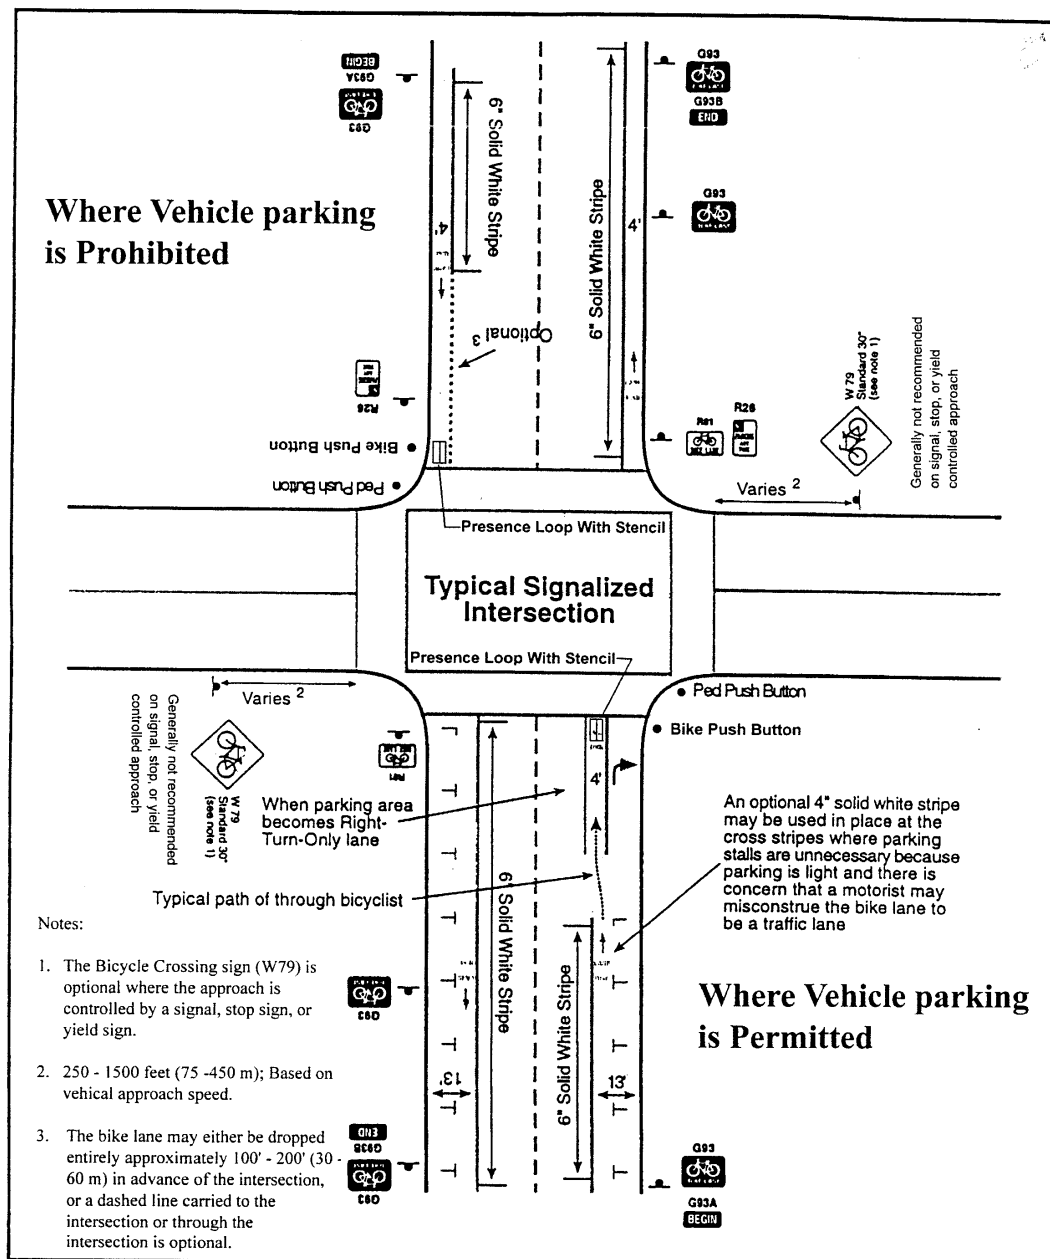 BEGIN
G93A
G93
G93
G93B
END
6" Solid White Stripe
6" Solid White Stripe
G93
Where Vehicle parking
is Prohibited
4'
4'
Optional 3
R26
Bike Push Button
Ped Push Button
R81
R26
W 79
Standard 30"
(see note 1)
Generally not recommended
on signal, stop, or yield
controlled approach
Varies 2
Presence Loop With Stencil
Typical Signalized
Intersection
Presence Loop With Stencil
Varies 2
Ped Push Button
Bike Push Button
Generally not recommended
on signal, stop, or yield
controlled approach
W 79
Standard 30"
(see note 1)
R81
4'
When parking area
becomes Right-
Turn-Only lane
An optional 4" solid white stripe
may be used in place at the
cross stripes where parking
stalls are unnecessary because
parking is light and there is
concern that a motorist may
misconstrue the bike lane to
be a traffic lane
Typical path of through bicyclist
6" Solid White Stripe
6" Solid White Stripe
Notes:
1. The Bicycle Crossing sign (W79) is
optional where the approach is
controlled by a signal, stop sign, or
yield sign.
G93
Where Vehicle parking
is Permitted
2. 250 - 1500 feet (75 -450 m); Based on
vehical approach speed.
13'
13'
3. The bike lane may either be dropped
entirely approximately 100' - 200' (30 -
60 m) in advance of the intersection,
or a dashed line carried to the
intersection or through the
intersection is optional.
END
G93B
G93
G93
G93A
BEGIN